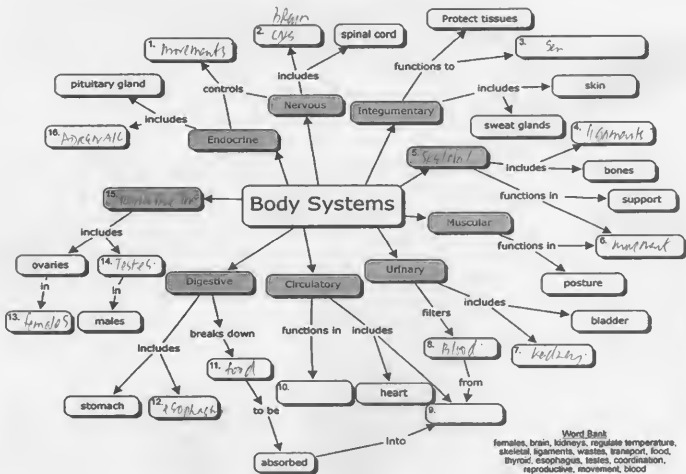 brain
1. movements
2. CNS
spinal cord
Protect tissues
3. Sen
includes
functions to
pituitary gland
controls
Nervous
Integumentary
includes
skin
16.
includes
Endocrine
sweat glands
4. ligaments
5. Skeletal
includes
bones
15.
Body Systems
functions in
support
includes
Muscular
functions in
6. movement
ovaries
14. Testes
Digestive
Circulatory
Urinary
posture
in
in
breaks down
functions in
includes
filters
includes
bladder
13. females
males
includes
11. food
8. Blood
7.
stomach
12. esophagus
to be
10.
heart
from
9.
absorbed
into
Word Bank
females, brain, kidneys, regulate temperature,
skeletal, ligaments, wastes, transport, food,
thyroid, esophagus, testes, coordination,
reproductive, movement, blood